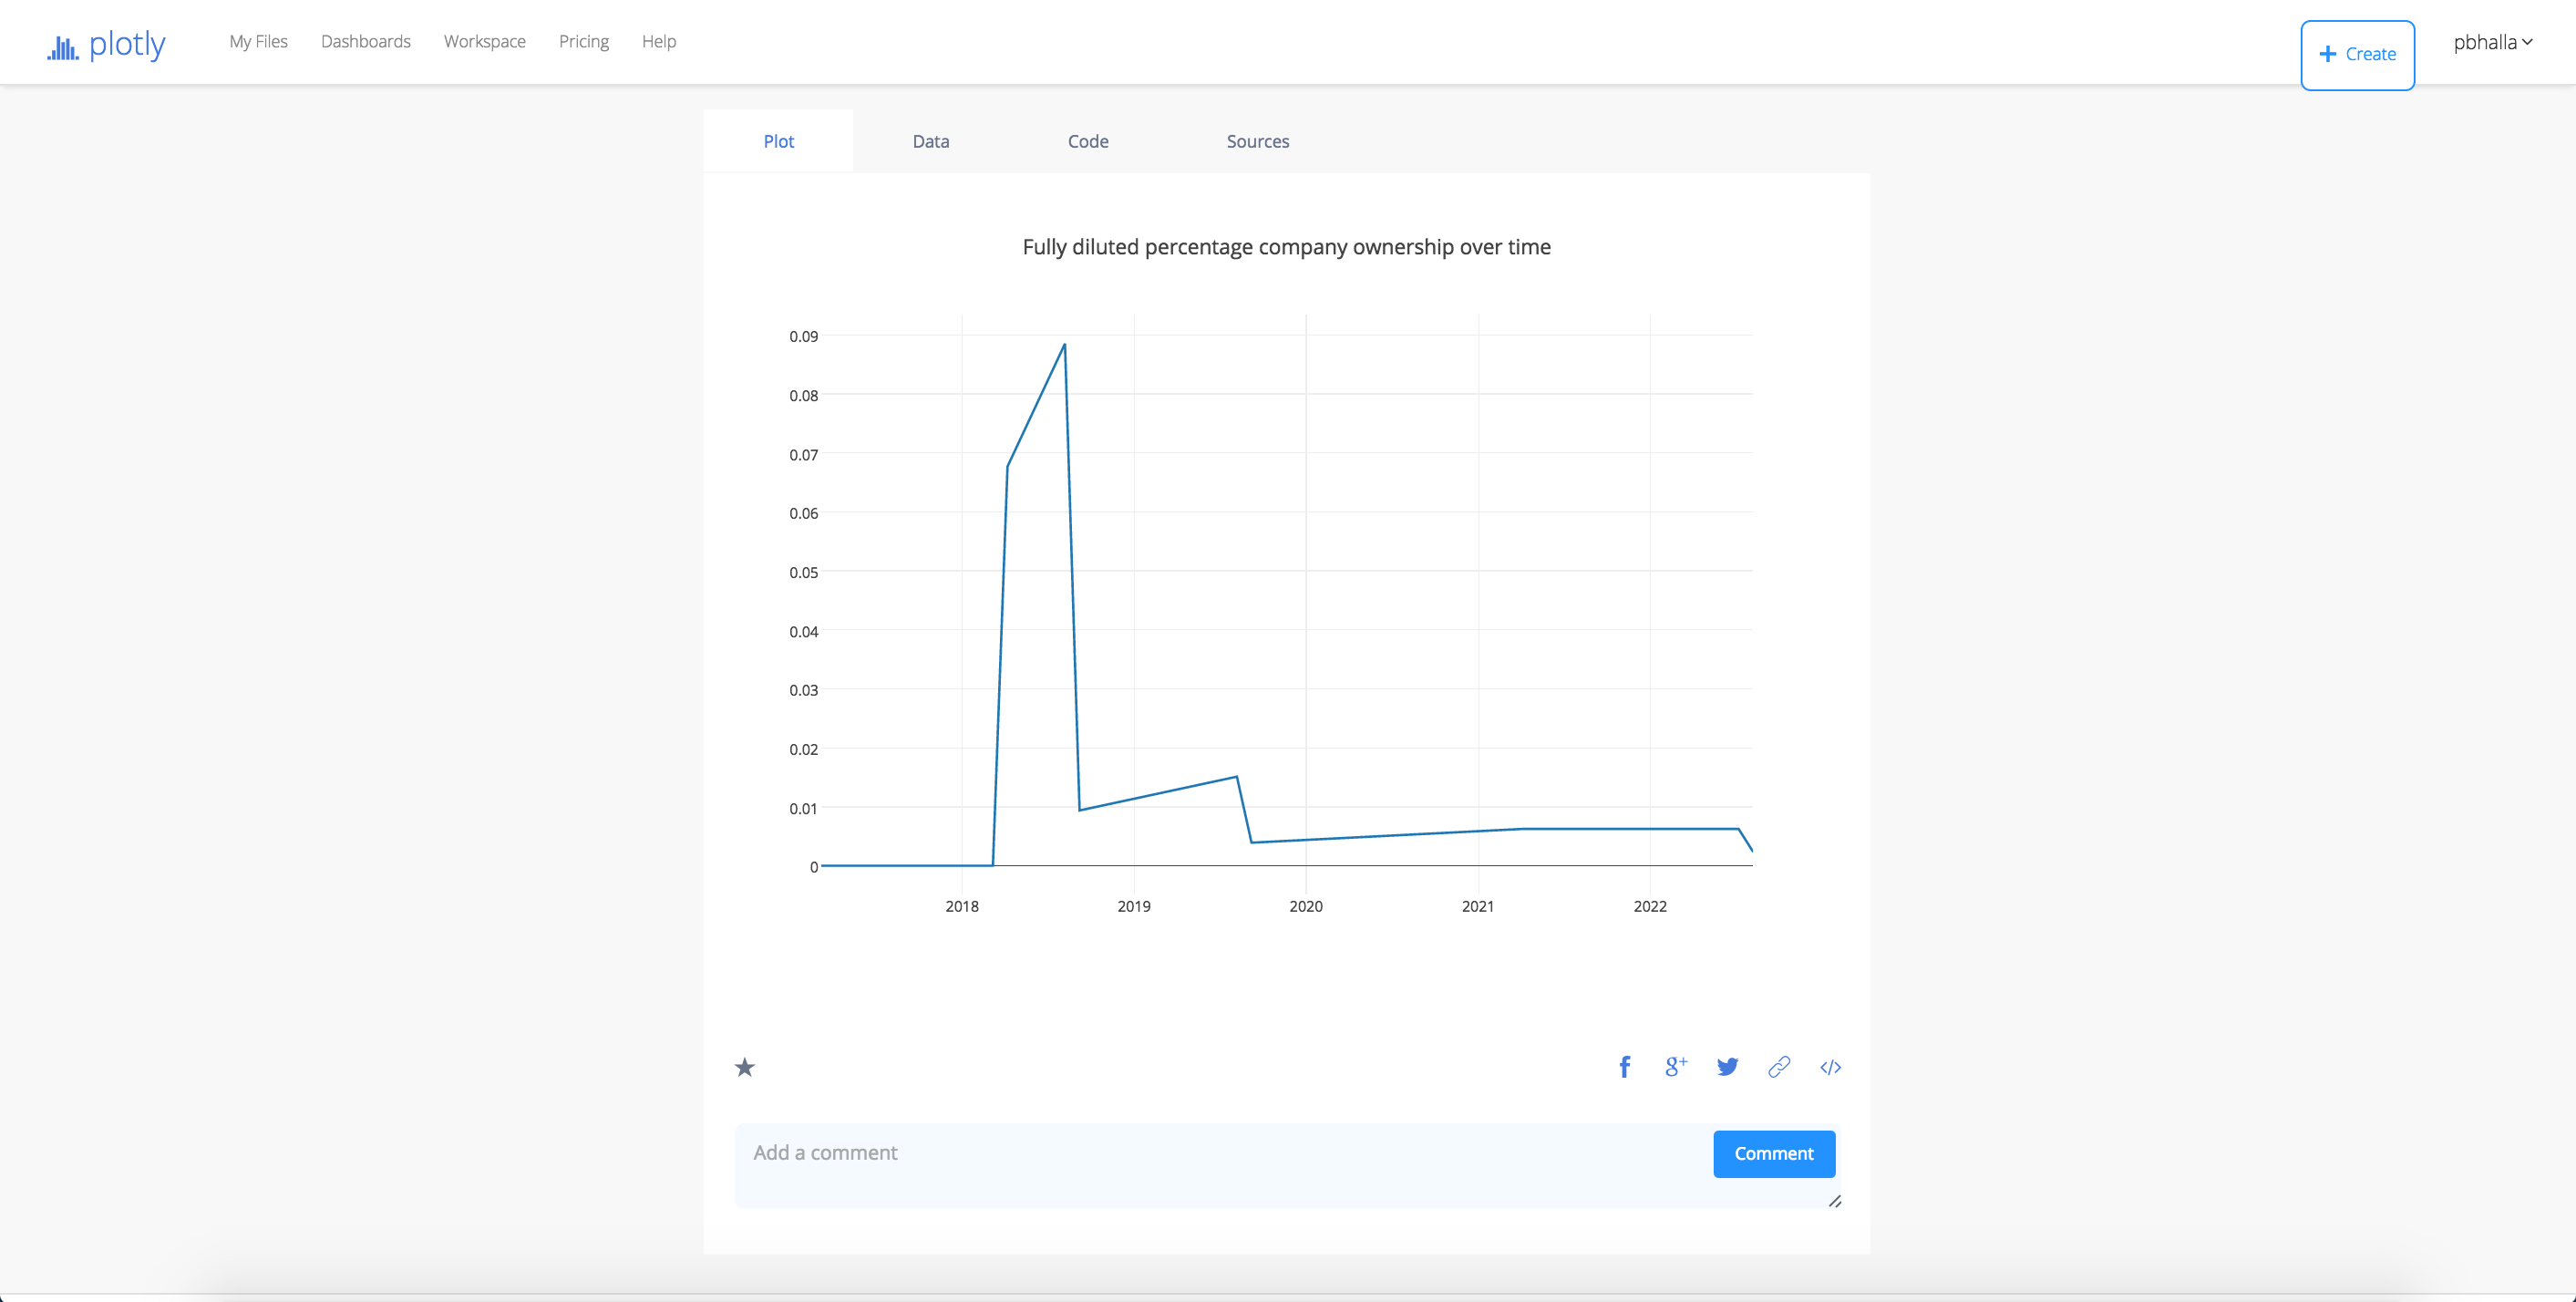 plotly My Files Dashboards Workspace Pricing Help + Create pbhalla
Plot Data Code Sources
Fully diluted percentage company ownership over time
0.09
0.08
0.07
0.06
0.05
0.04
0.03
0.02
0.01
0
2018 2019 2020 2021 2022
f g+ </>
Add a comment Comment